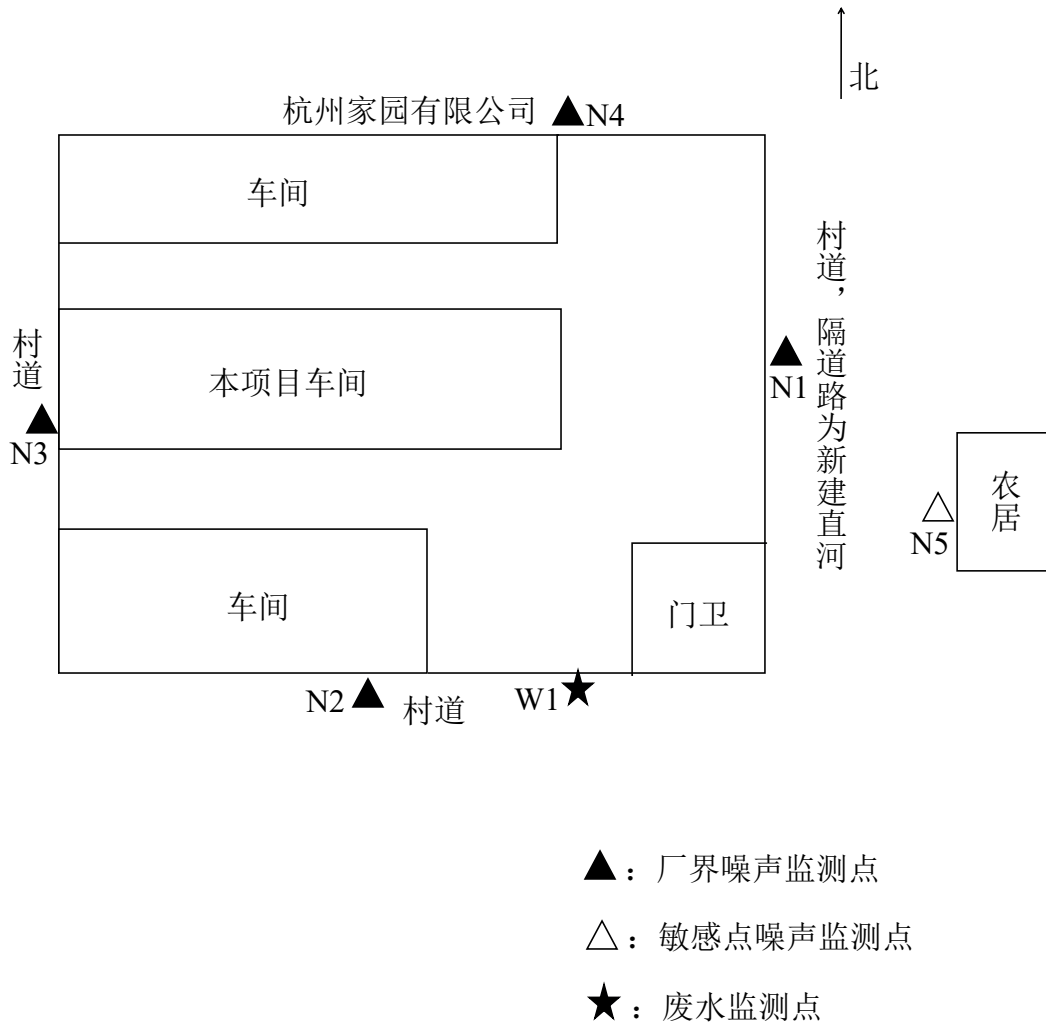 北
杭州家园有限公司
N4
车间
村道，隔道路为新建直河
村道
本项目车间
N1
N3
农居
N5
车间
门卫
N2
村道
W1
：厂界噪声监测点
：敏感点噪声监测点
：废水监测点